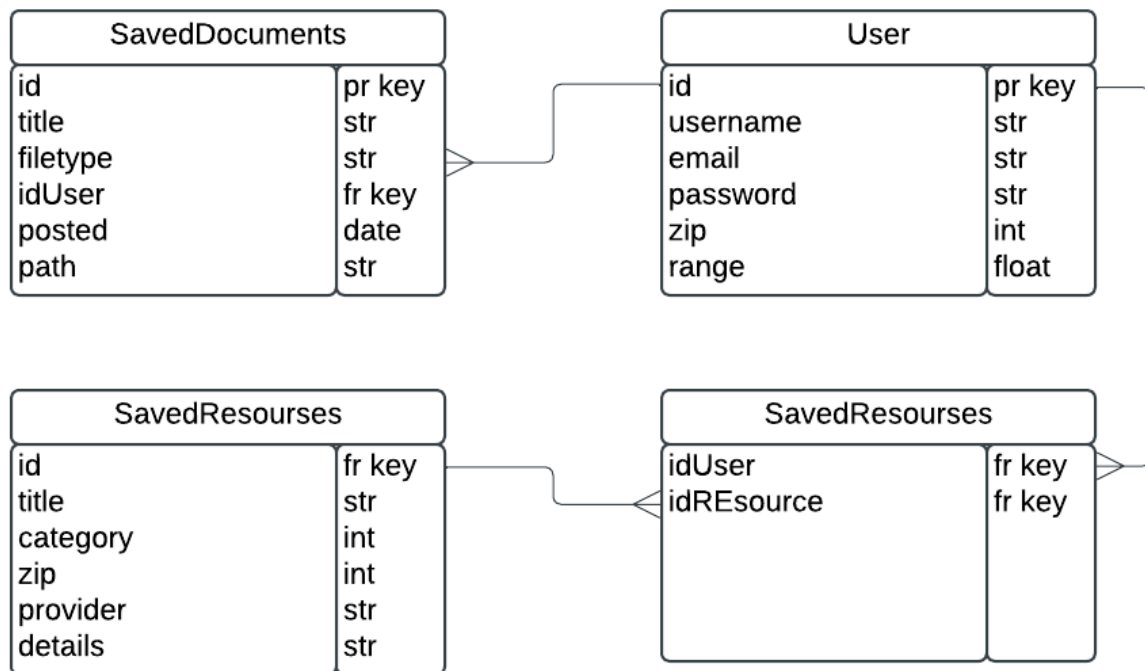 SavedDocuments
id pr key
title str
filetype str
idUser fr key
posted date
path str
User
id pr key
username str
email str
password str
zip int
range float
SavedResourses
id fr key
title str
category int
zip int
provider str
details str
SavedResourses
idUser fr key
idREsource fr key